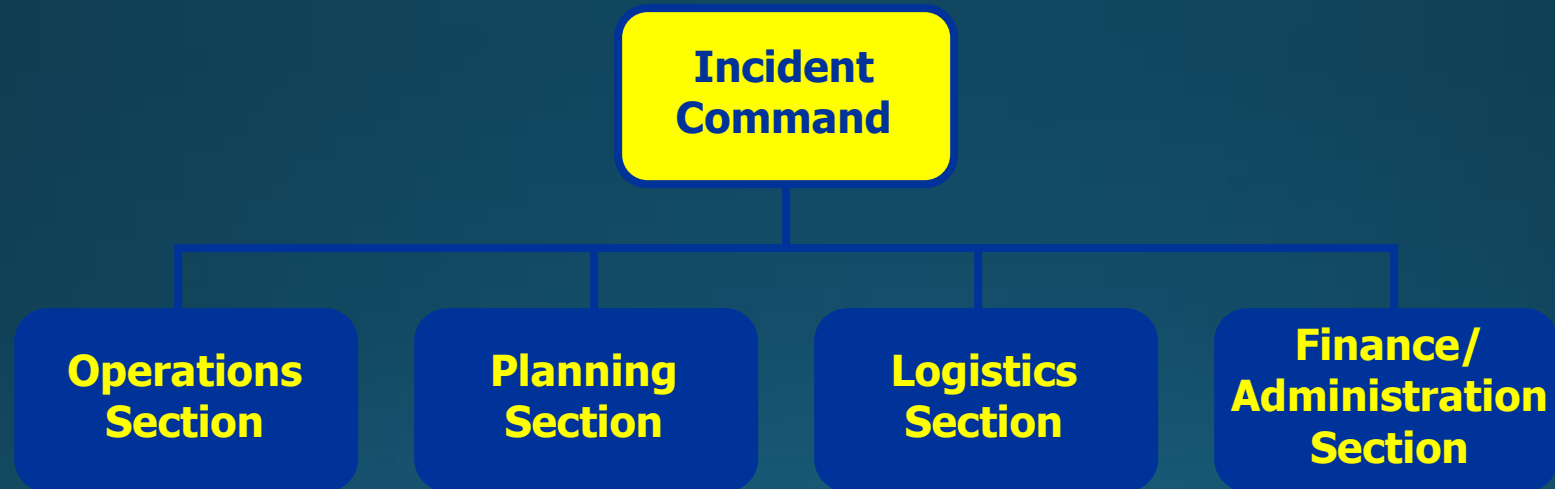 Incident
Command
Operations
Section
Planning
Section
Logistics
Section
Finance/
Administration
Section